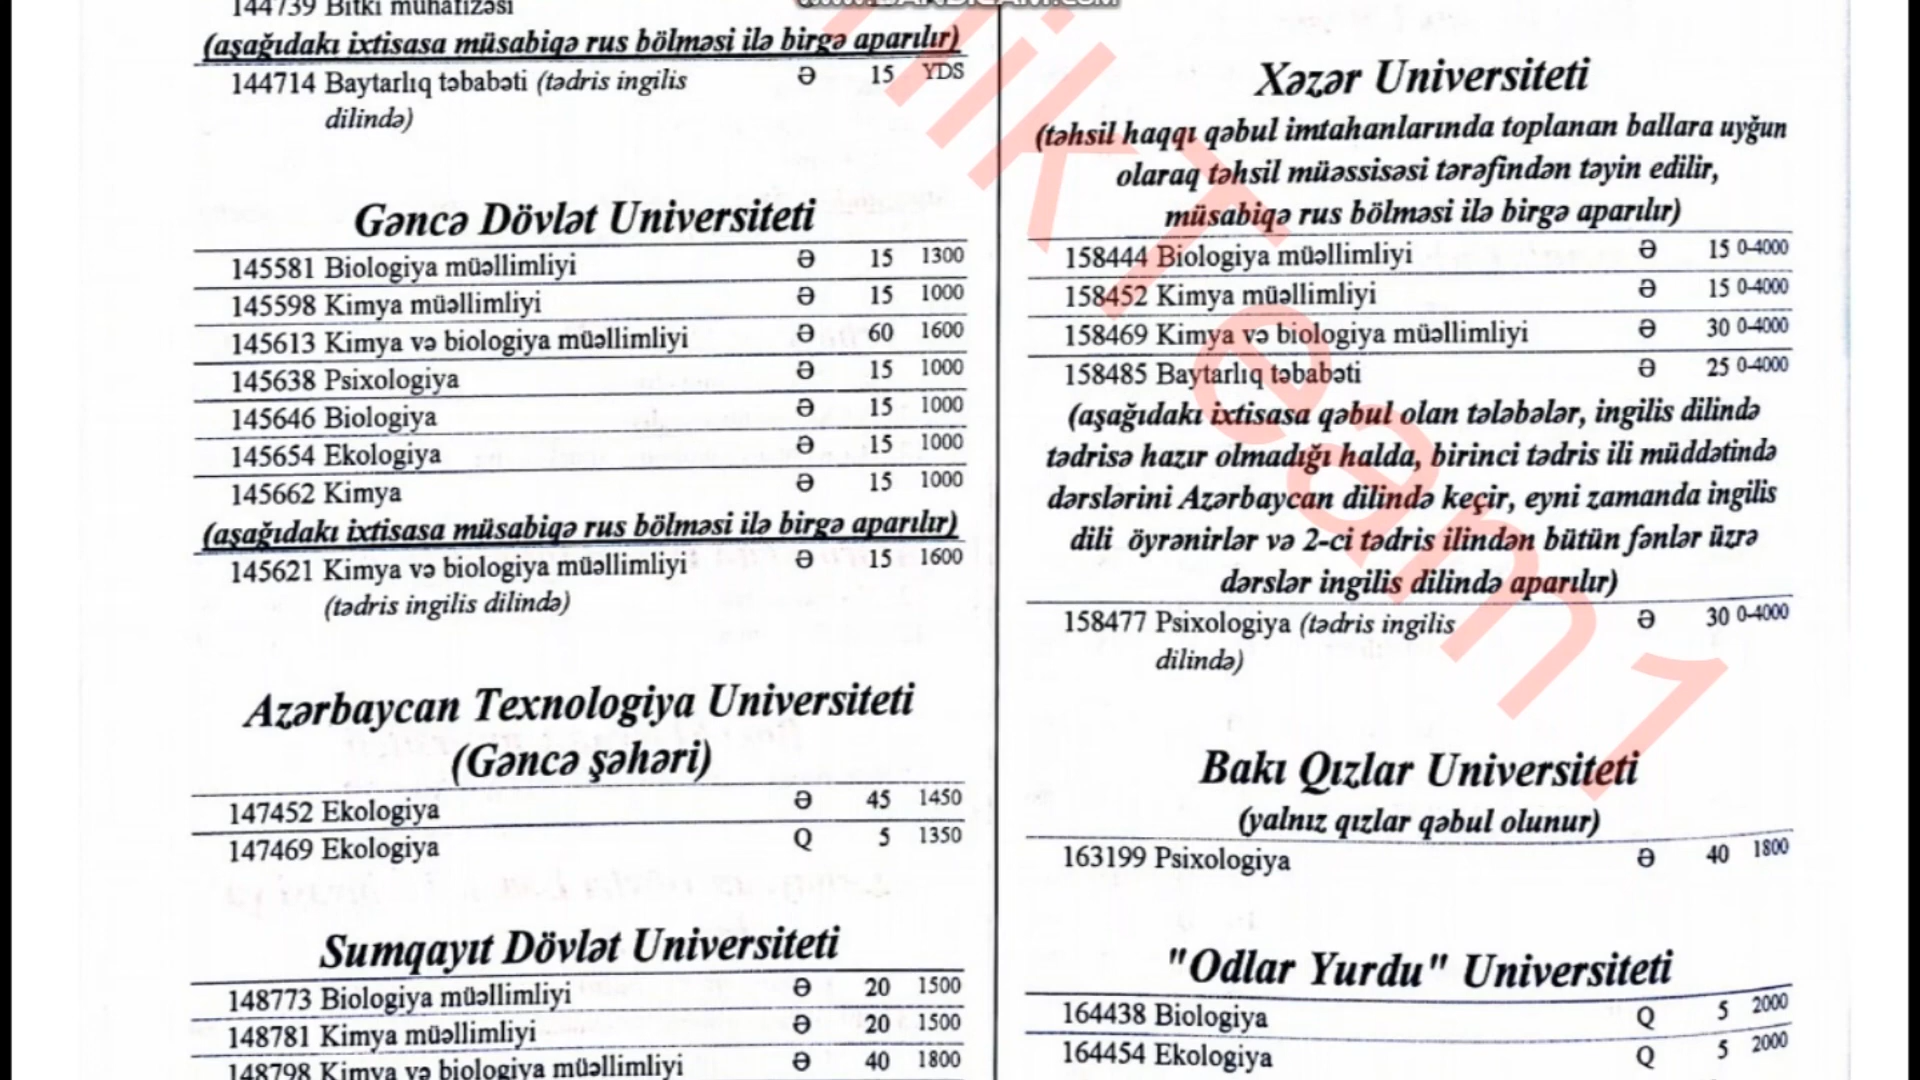 144739 Bitki mühafizəsi
(aşağıdakı ixtisasa müsabiqə rus bölməsi ilə birgə aparılır)
144714 Baytarlıq təbabəti (tədris ingilis Ə 15 YDS
dilində)
Gəncə Dövlət Universiteti
145581 Biologiya müəllimliyi Ə 15 1300
145598 Kimya müəllimliyi Ə 15 1000
145613 Kimya və biologiya müəllimliyi Ə 60 1600
145638 Psixologiya Ə 15 1000
145646 Biologiya Ə 15 1000
145654 Ekologiya Ə 15 1000
145662 Kimya Ə 15 1000
(aşağıdakı ixtisasa müsabiqə rus bölməsi ilə birgə aparılır)
145621 Kimya və biologiya müəllimliyi Ə 15 1600
(tədris ingilis dilində)
Azərbaycan Texnologiya Universiteti
(Gəncə şəhəri)
147452 Ekologiya Ə 45 1450
147469 Ekologiya Q 5 1350
Sumqayıt Dövlət Universiteti
148773 Biologiya müəllimliyi Ə 20 1500
148781 Kimya müəllimliyi Ə 20 1500
148798 Kimya və biologiya müəllimliyi Ə 40 1800
www.BANDICAM.com
Xəzər Universiteti
(təhsil haqqı qəbul imtahanlarında toplanan ballara uyğun
olaraq təhsil müəssisəsi tərəfindən təyin edilir,
müsabiqə rus bölməsi ilə birgə aparılır)
158444 Biologiya müəllimliyi Ə 15 0-4000
158452 Kimya müəllimliyi Ə 15 0-4000
158469 Kimya və biologiya müəllimliyi Ə 30 0-4000
158485 Baytarlıq təbabəti Ə 25 0-4000
(aşağıdakı ixtisasa qəbul olan tələbələr, ingilis dilində
tədrisə hazır olmadığı halda, birinci tədris ili müddətində
dərslərini Azərbaycan dilində keçir, eyni zamanda ingilis
dili öyrənirlər və 2-ci tədris ilindən bütün fənlər üzrə
dərslər ingilis dilində aparılır)
158477 Psixologiya (tədris ingilis Ə 30 0-4000
dilində)
Bakı Qızlar Universiteti
(yalnız qızlar qəbul olunur)
163199 Psixologiya Ə 40 1800
"Odlar Yurdu" Universiteti
164438 Biologiya Q 5 2000
164454 Ekologiya Q 5 2000